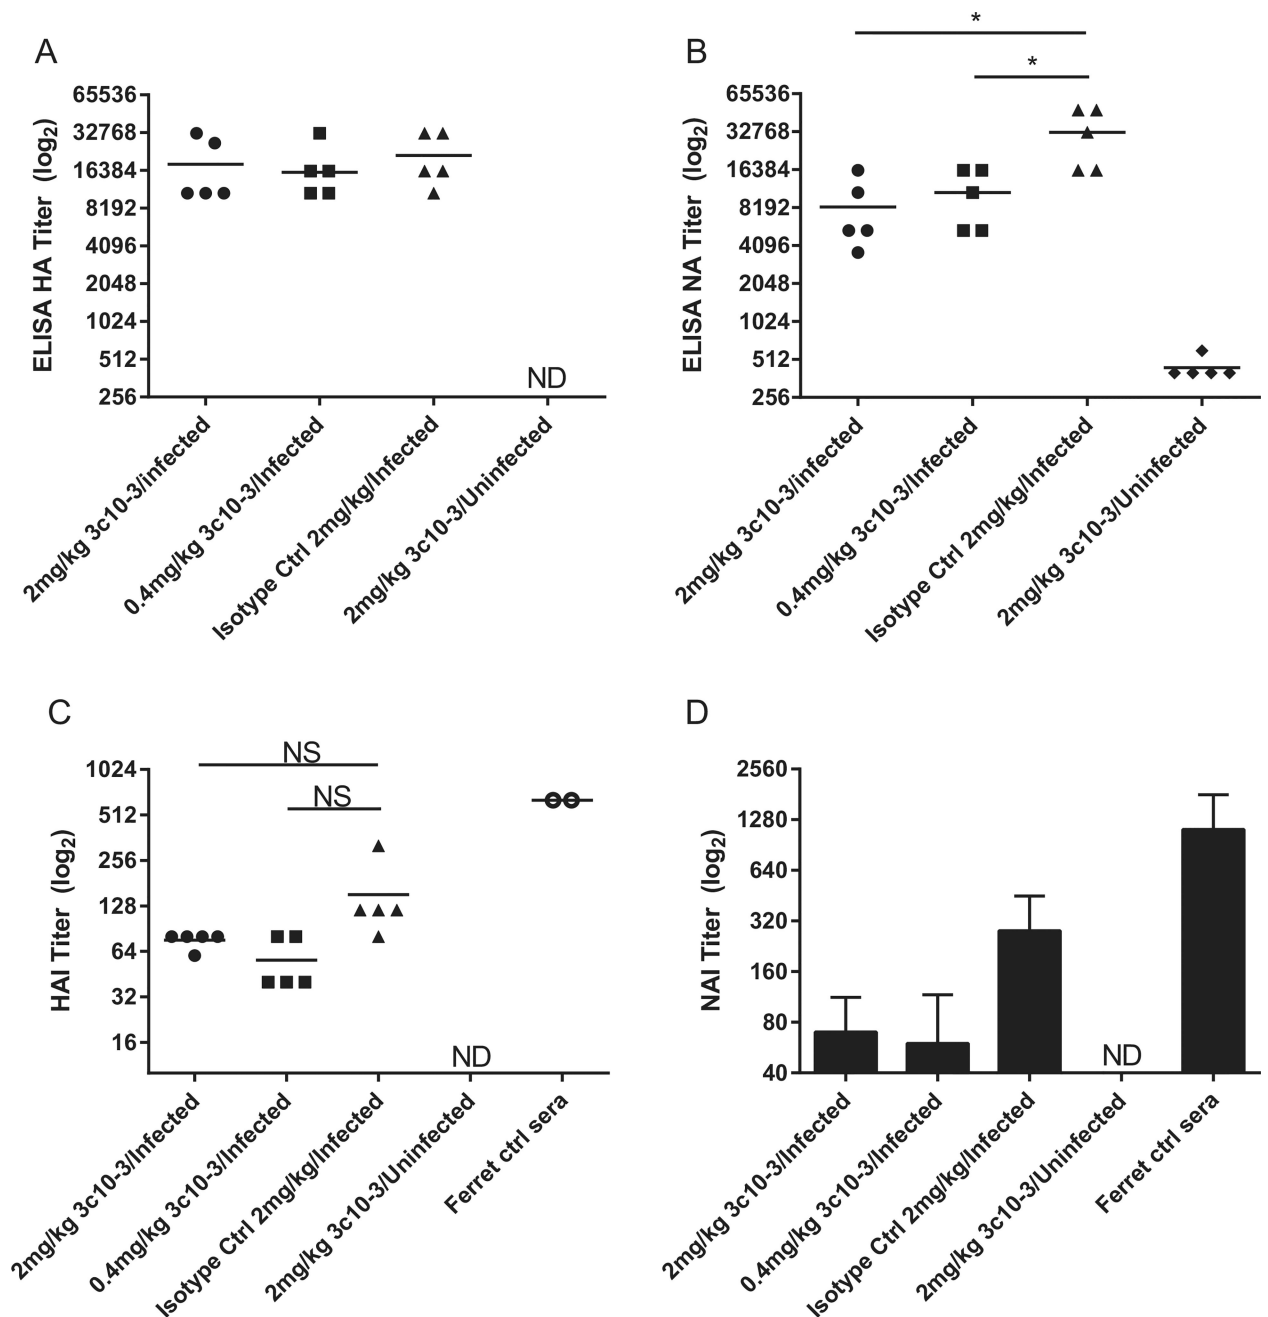 A
65536
32768
16384
8192
4096
2048
1024
512
256
ELISA HA Titer (log2)
ND
2mg/kg 3c10-3/infected
0.4mg/kg 3c10-3/Infected
Isotype Ctrl 2mg/kg/Infected
2mg/kg 3c10-3/Uninfected
B
*
*
65536
32768
16384
8192
4096
2048
1024
512
256
ELISA NA Titer (log2)
2mg/kg 3c10-3/infected
0.4mg/kg 3c10-3/Infected
Isotype Ctrl 2mg/kg/Infected
2mg/kg 3c10-3/Uninfected
C
NS
NS
1024
512
256
128
64
32
16
HAI Titer (log2)
ND
2mg/kg 3c10-3/Infected
0.4mg/kg 3c10-3/Infected
Isotype Ctrl 2mg/kg/Infected
2mg/kg 3c10-3/Uninfected
Ferret ctrl sera
D
2560
1280
640
320
160
80
40
NAI Titer (log2)
ND
2mg/kg 3c10-3/Infected
0.4mg/kg 3c10-3/Infected
Isotype Ctrl 2mg/kg/Infected
2mg/kg 3c10-3/Uninfected
Ferret ctrl sera